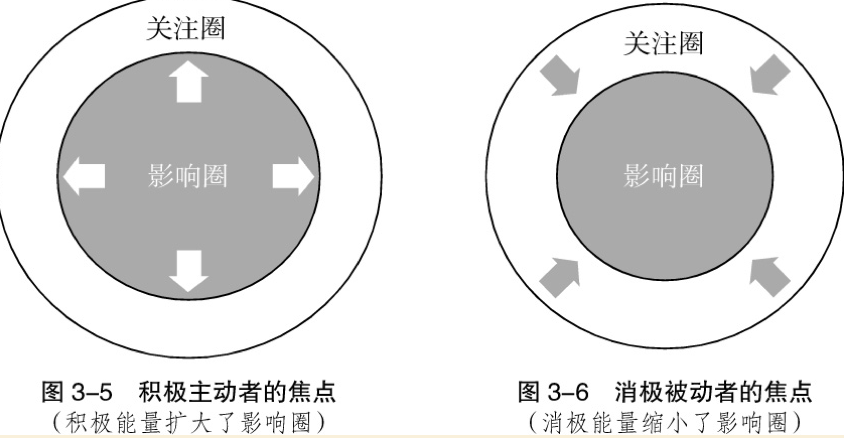 关注圈
影响圈
图 3-5 积极主动者的焦点
（积极能量扩大了影响圈）
关注圈
影响圈
图 3-6 消极被动者的焦点
（消极能量缩小了影响圈）